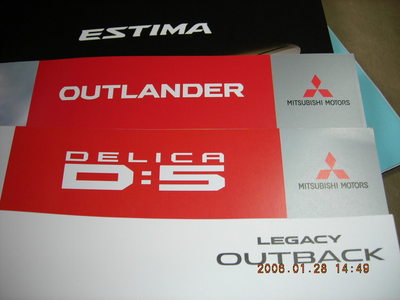 ESTIMA
OUTLANDER
MITSUBISHI MOTORS
DELICA
D:5
MITSUBISHI MOTORS
LEGACY
OUTBACK
2006.01.28 14:49